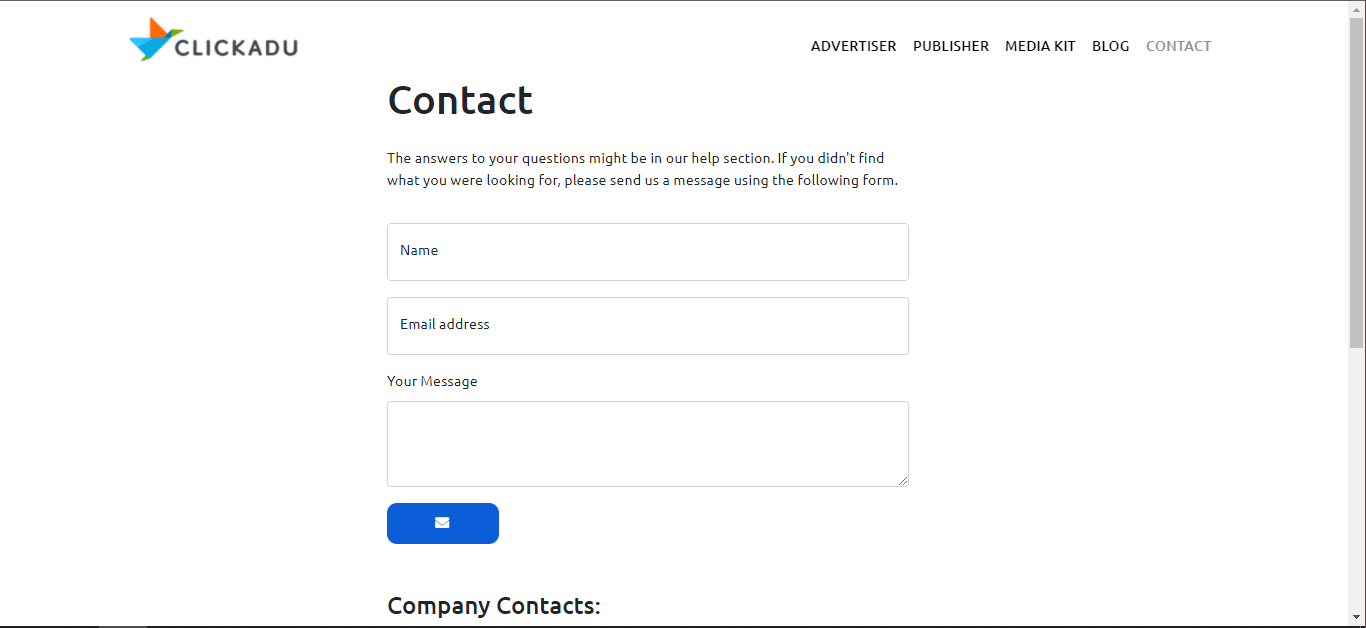 CLICKADU
ADVERTISER PUBLISHER MEDIA KIT BLOG CONTACT
Contact
The answers to your questions might be in our help section. If you didn't find
what you were looking for, please send us a message using the following form.
Name
Email address
Your Message
Company Contacts: